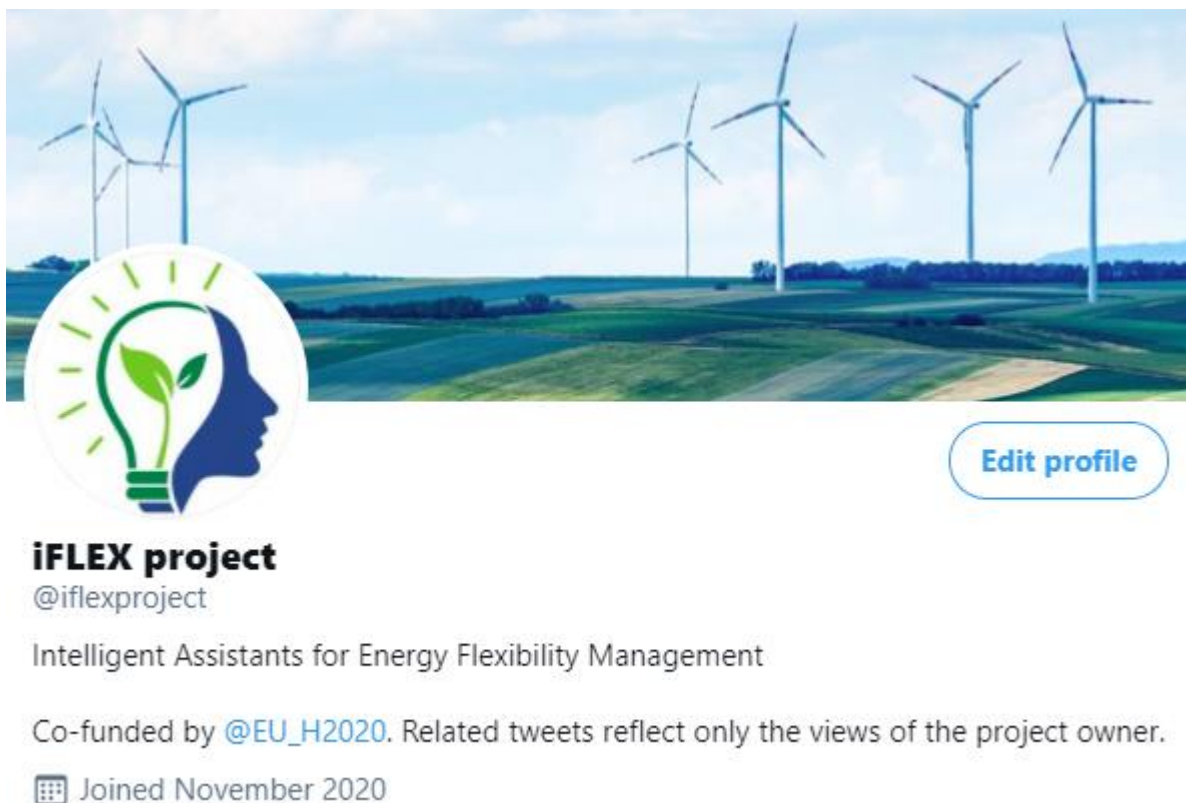 Edit profile
iFLEX project
@iflexproject
Intelligent Assistants for Energy Flexibility Management
Co-funded by @EU_H2020. Related tweets reflect only the views of the project owner.
Joined November 2020